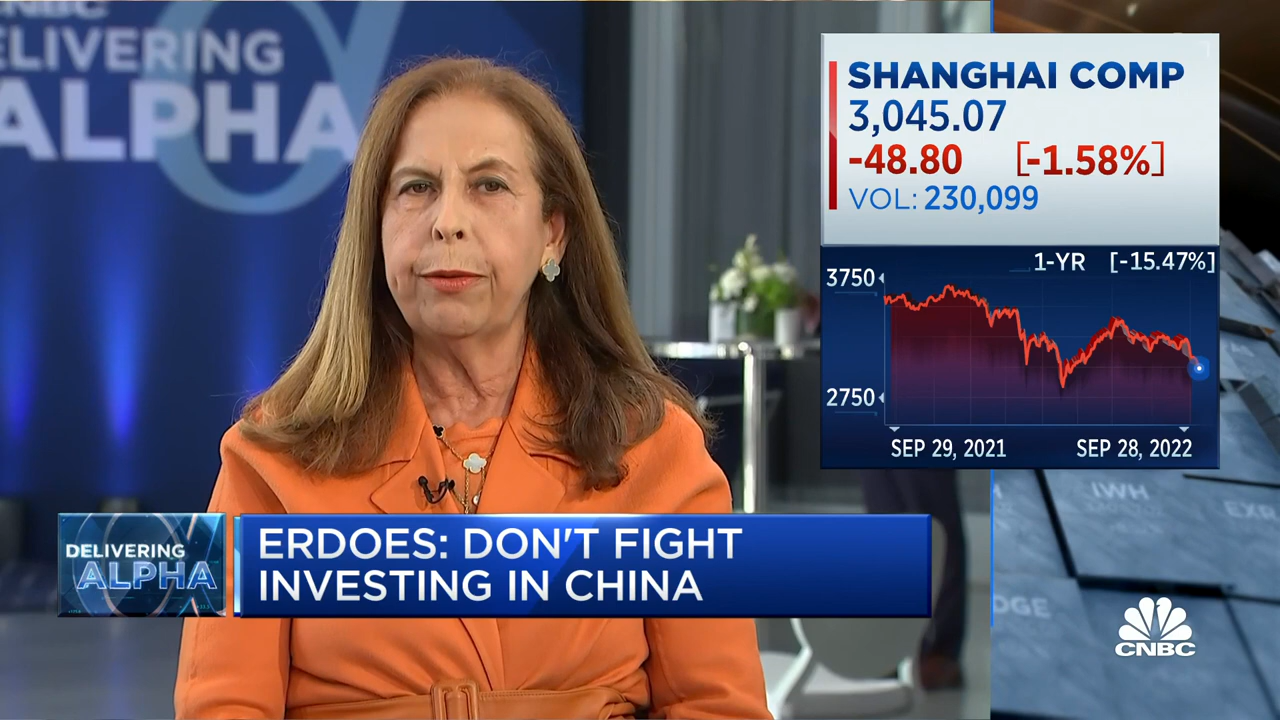 CNBC:
DELIVERING
ALPHA
SHANGHAI COMP
3,045.07
-48.80 [-1.58%]
VOL: 230,099
1-YR [-15.47%]
3750
2750
SEP 29, 2021 SEP 28, 2022
IWH
EXR
DGE
DELIVERING
ALPHA
ERDOES: DON'T FIGHT
INVESTING IN CHINA
CNBC